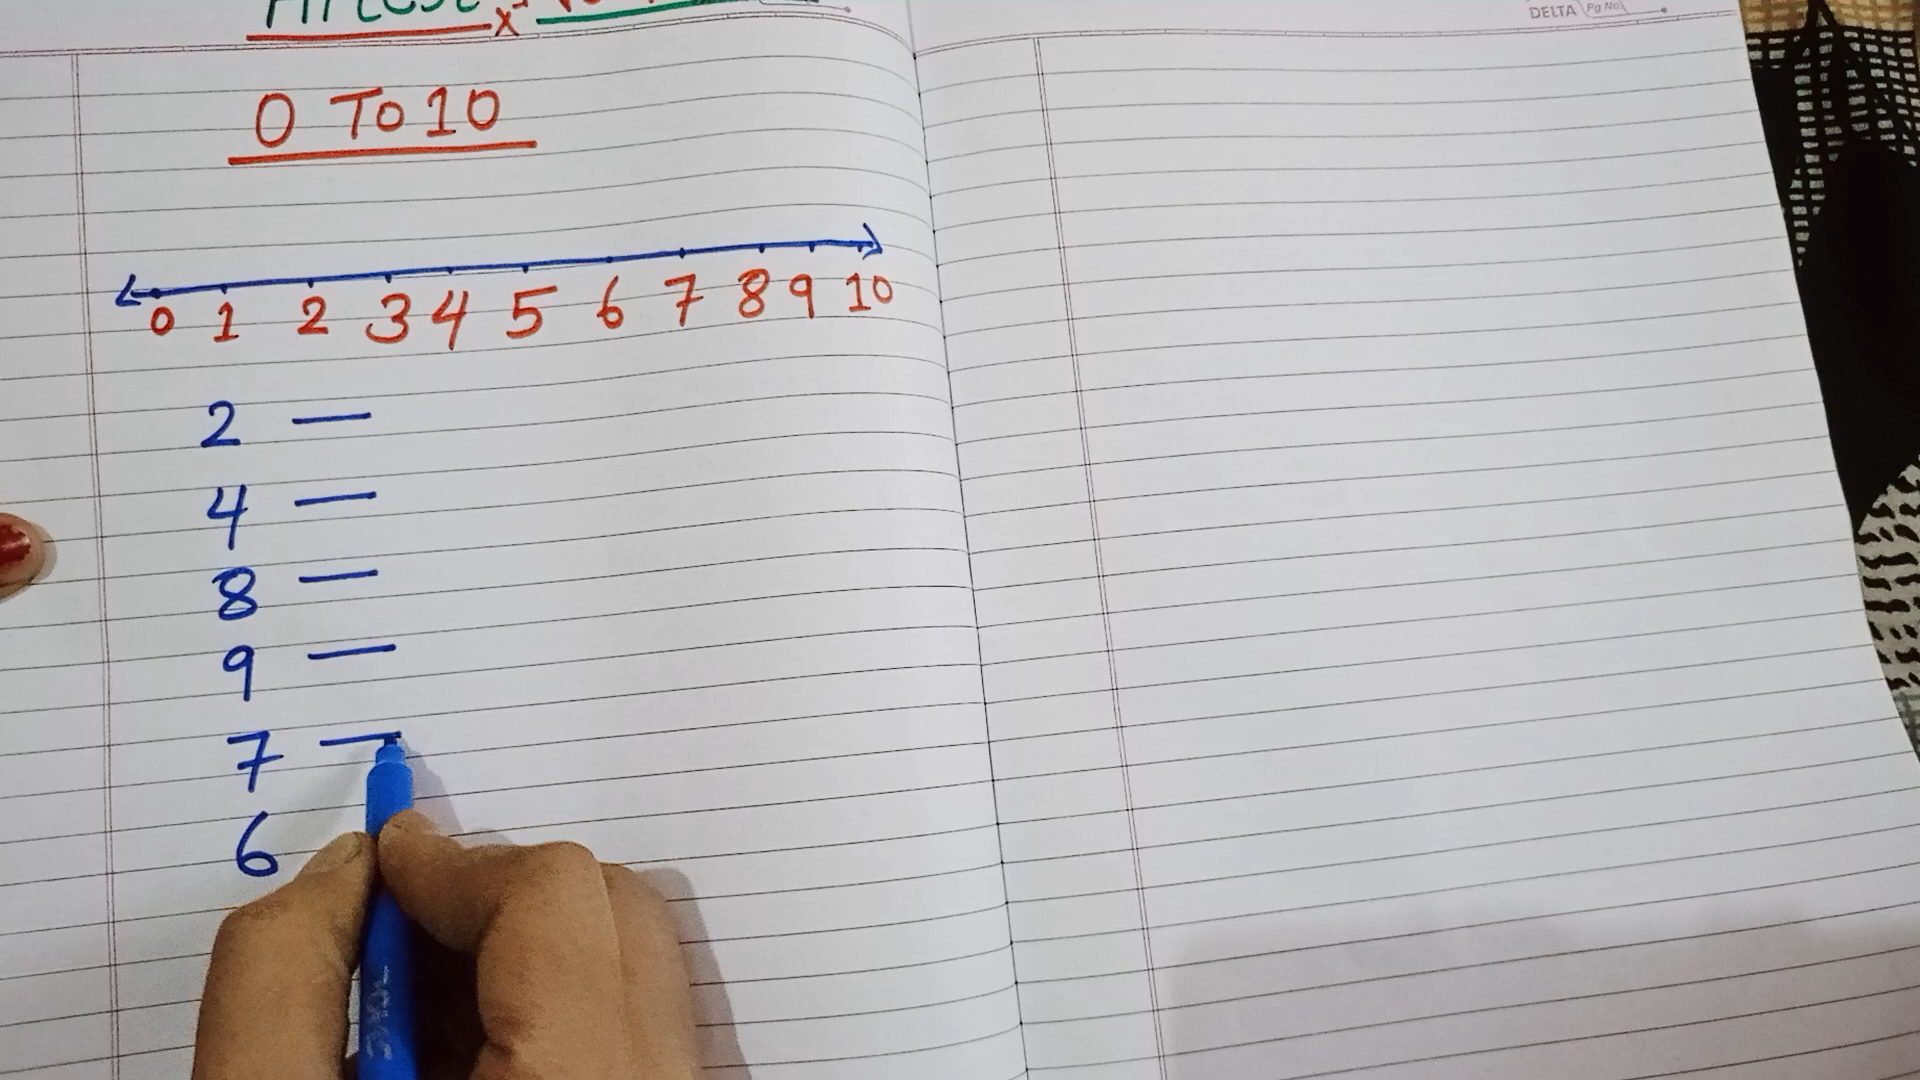 DELTA Pg No.
0 To 10
0 1 2 3 4 5 6 7 8 9 10
2 —
4 —
8 —
9 —
7 —
6